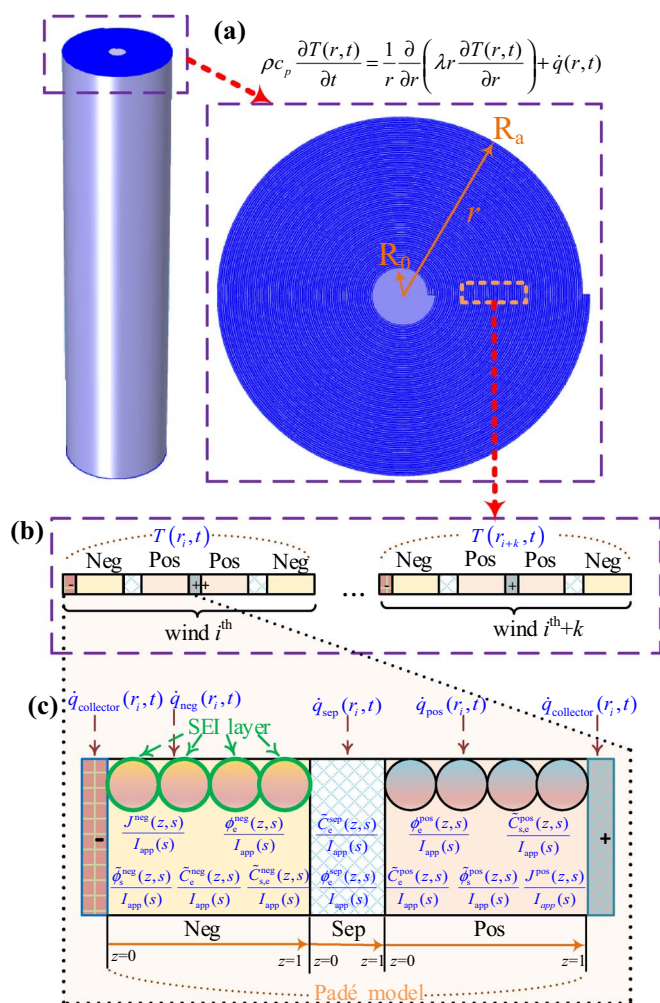 (a)
ρc_p ∂T(r,t)/∂t = 1/r ∂/∂r (λr ∂T(r,t)/∂r) + q̇(r,t)
R_a
r
R_0
(b)
T(r_i,t) T(r_{i+k},t)
Neg Pos Pos Neg Neg Pos Pos Neg
- ++ ... - +
wind i^th wind i^th+k
(c)
q̇_collector(r_i,t) q̇_neg(r_i,t) q̇_sep(r_i,t) q̇_pos(r_i,t) q̇_collector(r_i,t)
SEI layer
- +
J^neg(z,s)/I_app(s) ϕ_e^neg(z,s)/I_app(s) C̃_e^sep(z,s)/I_app(s) ϕ_e^pos(z,s)/I_app(s) C̃_s,e^pos(z,s)/I_app(s)
ϕ̃_s^neg(z,s)/I_app(s) C̃_e^neg(z,s)/I_app(s) C̃_s,e^neg(z,s)/I_app(s) ϕ_e^sep(z,s)/I_app(s) C̃_e^pos(z,s)/I_app(s) ϕ̃_s^pos(z,s)/I_app(s) J^pos(z,s)/I_app(s)
Neg Sep Pos
z=0 z=1 z=0 z=1 z=0 z=1
Padé model